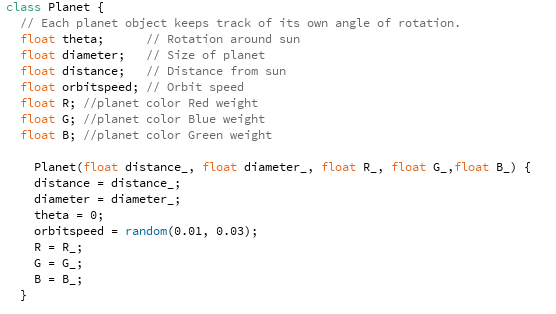 class Planet {
  // Each planet object keeps track of its own angle of rotation.
  float theta;      // Rotation around sun
  float diameter;   // Size of planet
  float distance;   // Distance from sun
  float orbitspeed; // Orbit speed
  float R; //planet color Red weight
  float G; //planet color Blue weight
  float B; //planet color Green weight

    Planet(float distance_, float diameter_, float R_, float G_,float B_) {
    distance = distance_;
    diameter = diameter_;
    theta = 0;
    orbitspeed = random(0.01, 0.03);
    R = R_;
    G = G_;
    B = B_;
  }